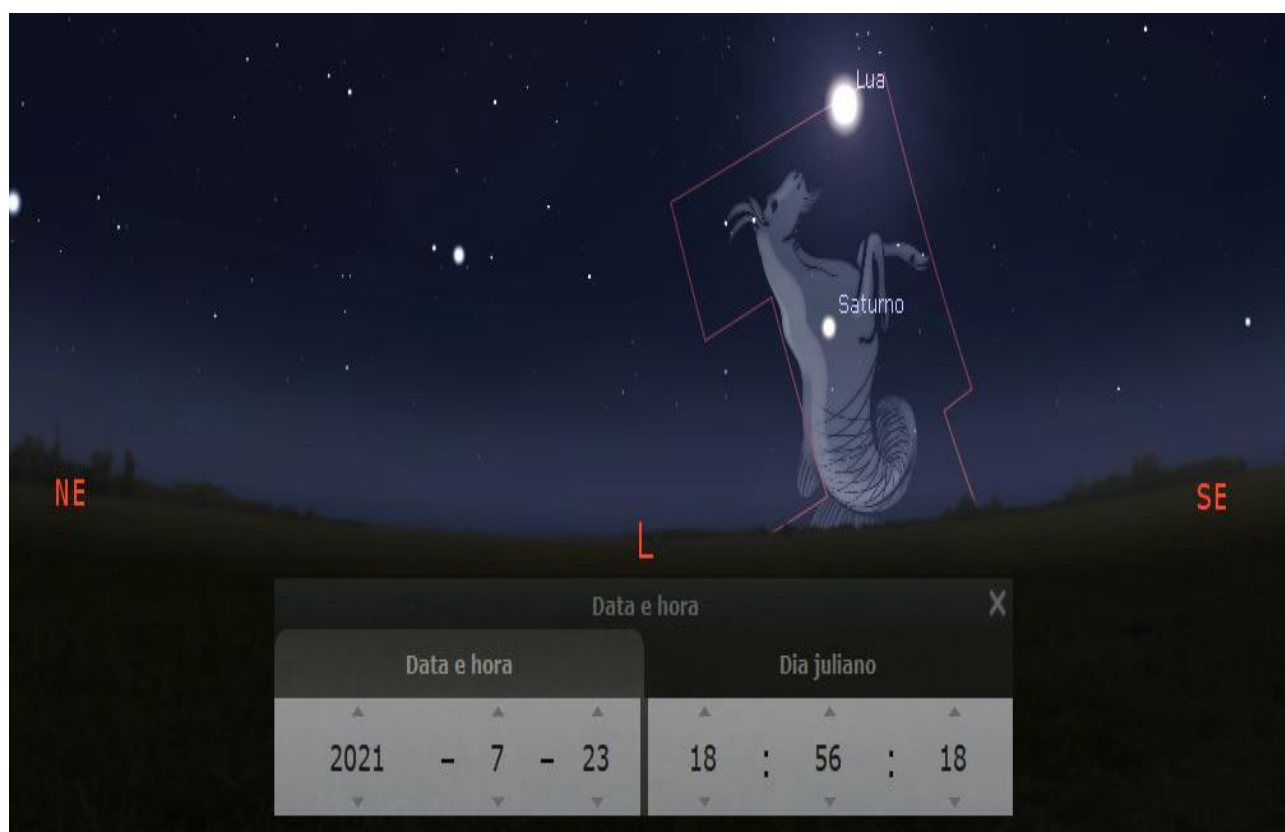 Lua
Saturno
NE
SE
L
Data e hora X
Data e hora
Dia juliano
2021 - 7 - 23 18 : 56 : 18